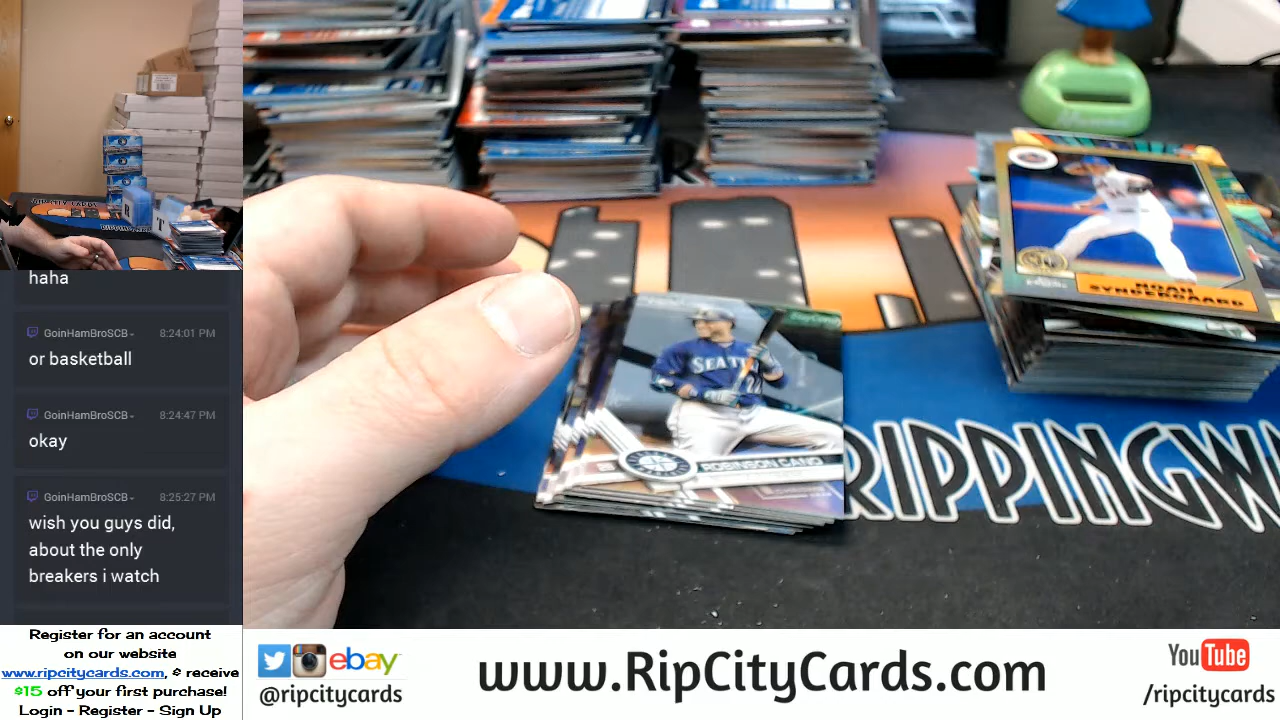 haha
GoinHamBroSCB 8:24:01 PM
or basketball
GoinHamBroSCB 8:24:47 PM
okay
GoinHamBroSCB 8:25:27 PM
wish you guys did,
about the only
breakers i watch
Register for an account
on our website
www.ripcitycards.com, & receive
$15 off your first purchase!
Login - Register - Sign Up
SEATT
ROBINSON CANO
NOAH
SYNDERGAARD
RIPPINGW
ebay
@ripcitycards
www.RipCityCards.com
YouTube
/ripcitycards
R
T